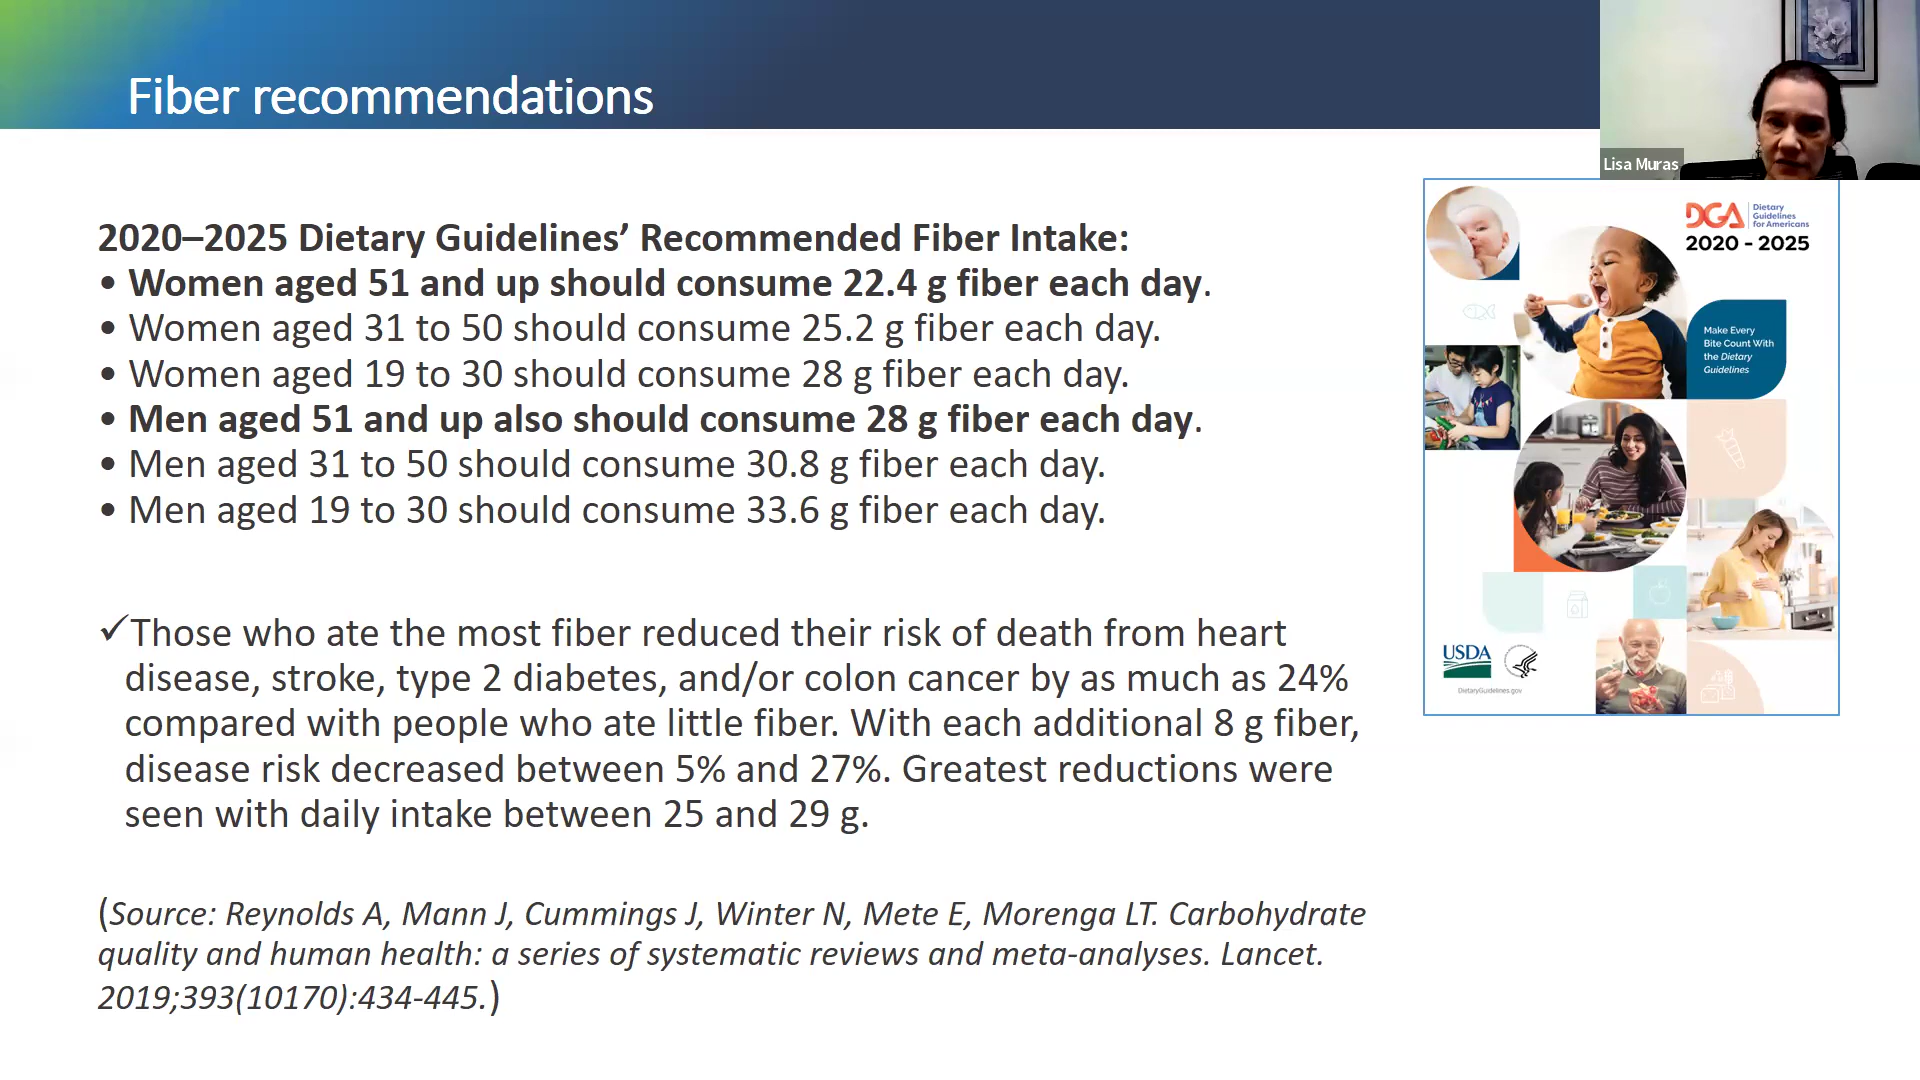 Fiber recommendations
Lisa Muras
2020–2025 Dietary Guidelines’ Recommended Fiber Intake:
• Women aged 51 and up should consume 22.4 g fiber each day.
• Women aged 31 to 50 should consume 25.2 g fiber each day.
• Women aged 19 to 30 should consume 28 g fiber each day.
• Men aged 51 and up also should consume 28 g fiber each day.
• Men aged 31 to 50 should consume 30.8 g fiber each day.
• Men aged 19 to 30 should consume 33.6 g fiber each day.
✓Those who ate the most fiber reduced their risk of death from heart
disease, stroke, type 2 diabetes, and/or colon cancer by as much as 24%
compared with people who ate little fiber. With each additional 8 g fiber,
disease risk decreased between 5% and 27%. Greatest reductions were
seen with daily intake between 25 and 29 g.
(Source: Reynolds A, Mann J, Cummings J, Winter N, Mete E, Morenga LT. Carbohydrate
quality and human health: a series of systematic reviews and meta-analyses. Lancet.
2019;393(10170):434-445.)
DGA
Dietary
Guidelines
for Americans
2020 - 2025
Make Every
Bite Count With
the Dietary
Guidelines
USDA
DietaryGuidelines.gov